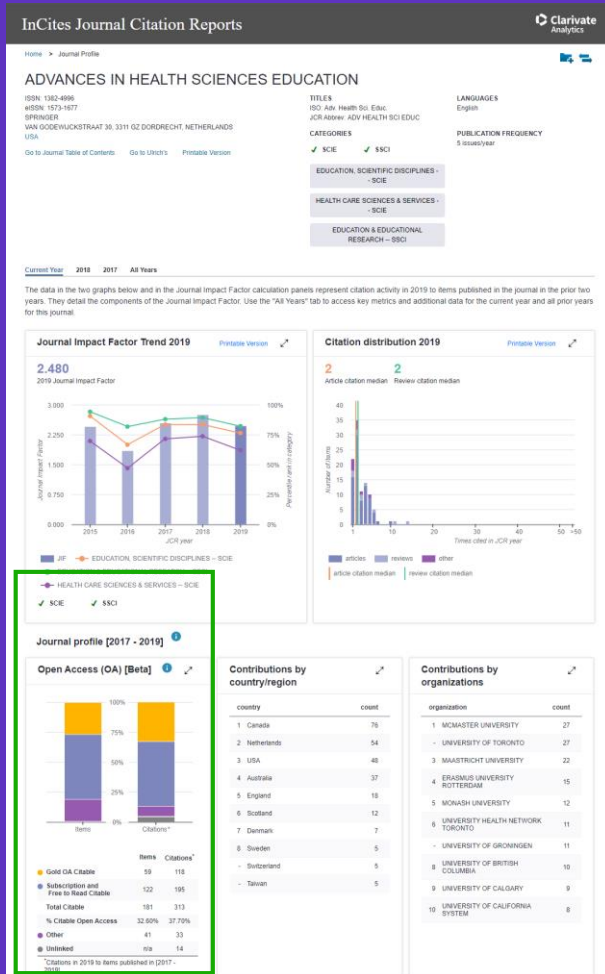 InCites Journal Citation Reports
Clarivate
Analytics
Home > Journal Profile
ADVANCES IN HEALTH SCIENCES EDUCATION
ISSN: 1382-4996
eISSN: 1573-1677
SPRINGER
VAN GODEWIJCKSTRAAT 30, 3311 GZ DORDRECHT, NETHERLANDS
USA
Go to Journal Table of Contents Go to Ulrich's Printable Version
TITLES
ISO: Adv. Health Sci. Educ.
JCR Abbrev: ADV HEALTH SCI EDUC
CATEGORIES
✓ SCIE ✓ SSCI
EDUCATION, SCIENTIFIC DISCIPLINES -
- SCIE
HEALTH CARE SCIENCES & SERVICES -
- SCIE
EDUCATION & EDUCATIONAL
RESEARCH -- SSCI
LANGUAGES
English
PUBLICATION FREQUENCY
5 issues/year
Current Year 2018 2017 All Years
The data in the two graphs below and in the Journal Impact Factor calculation panels represent citation activity in 2019 to items published in the journal in the prior two
years. They detail the components of the Journal Impact Factor. Use the "All Years" tab to access key metrics and additional data for the current year and all prior years
for this journal.
Journal Impact Factor Trend 2019 Printable Version
2.480
2019 Journal Impact Factor
3.000 100%
2.250 75%
1.500 50%
0.750 25%
0.000 0%
Journal Impact Factor
Percentile rank in category
2015 2016 2017 2018 2019
JCR year
JIF EDUCATION, SCIENTIFIC DISCIPLINES -- SCIE
HEALTH CARE SCIENCES & SERVICES -- SCIE
✓ SCIE ✓ SSCI
Citation distribution 2019 Printable Version
2 2
Article citation median Review citation median
40
35
30
25
20
15
10
5
0
Number of items
1 10 20 30 40 50 >50
Times cited in JCR year
articles reviews other
article citation median review citation median
Journal profile [2017 - 2019]
Open Access (OA) [Beta]
100%
75%
50%
25%
0%
Items Citations*
Items Citations*
Gold OA Citable 59 118
Subscription and
Free to Read Citable 122 195
Total Citable 181 313
% Citable Open Access 32.60% 37.70%
Other 41 33
Unlinked n/a 14
*Citations in 2019 to items published in [2017 -
2019]
Contributions by
country/region
country count
1 Canada 76
2 Netherlands 54
3 USA 48
4 Australia 37
5 England 18
6 Scotland 12
7 Denmark 7
8 Sweden 5
- Switzerland 5
- Taiwan 5
Contributions by
organizations
organization count
1 MCMASTER UNIVERSITY 27
- UNIVERSITY OF TORONTO 27
3 MAASTRICHT UNIVERSITY 22
4 ERASMUS UNIVERSITY
ROTTERDAM 15
5 MONASH UNIVERSITY 12
6 UNIVERSITY HEALTH NETWORK
TORONTO 11
- UNIVERSITY OF GRONINGEN 11
8 UNIVERSITY OF BRITISH
COLUMBIA 10
9 UNIVERSITY OF CALGARY 9
10 UNIVERSITY OF CALIFORNIA
SYSTEM 8